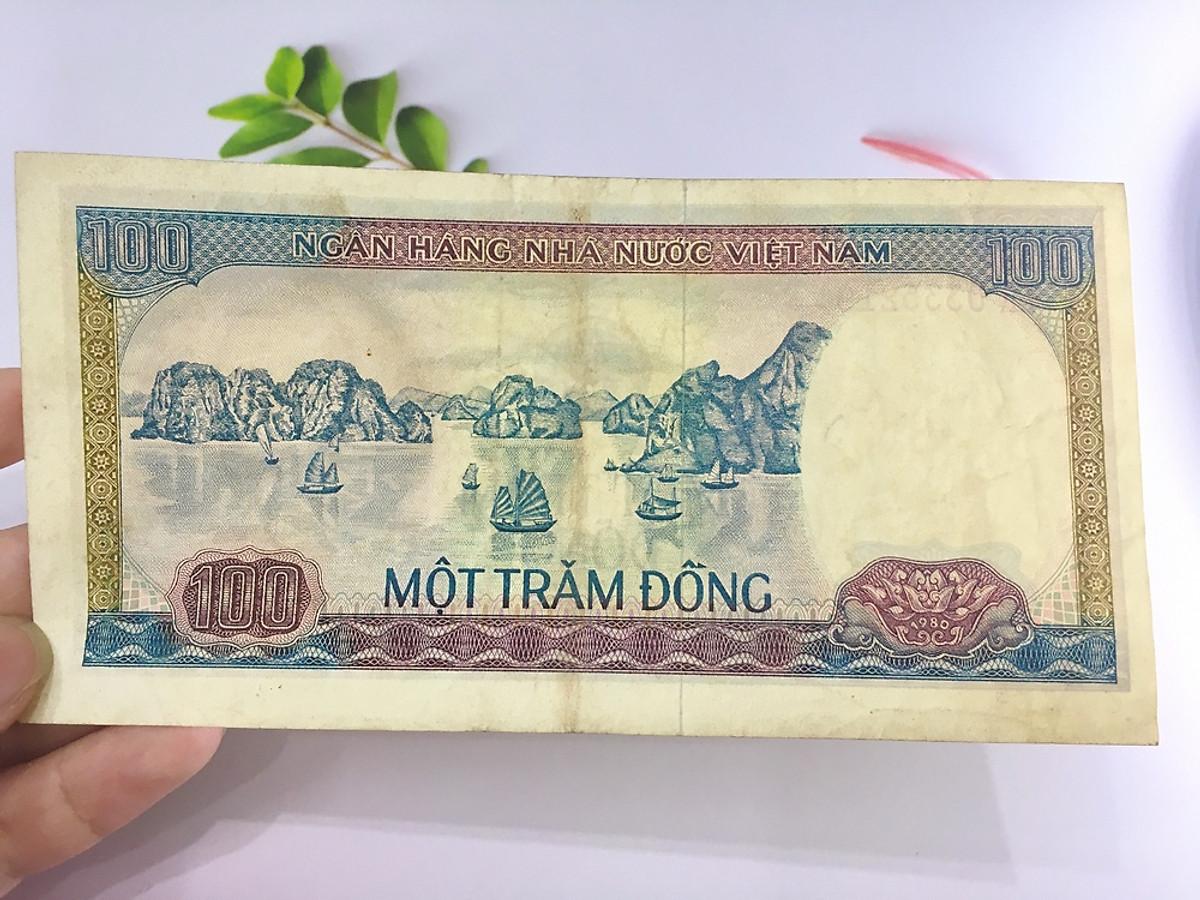 100 NGÂN HÀNG NHÀ NƯỚC VIỆT NAM 100
100 MỘT TRĂM ĐỒNG
1980